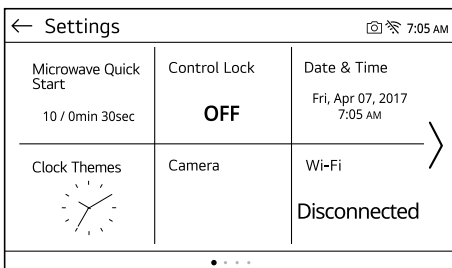 Settings
7:05 AM
Microwave Quick
Start
10 / 0min 30sec
Control Lock
OFF
Date & Time
Fri, Apr 07, 2017
7:05 AM
Clock Themes
Camera
Wi-Fi
Disconnected